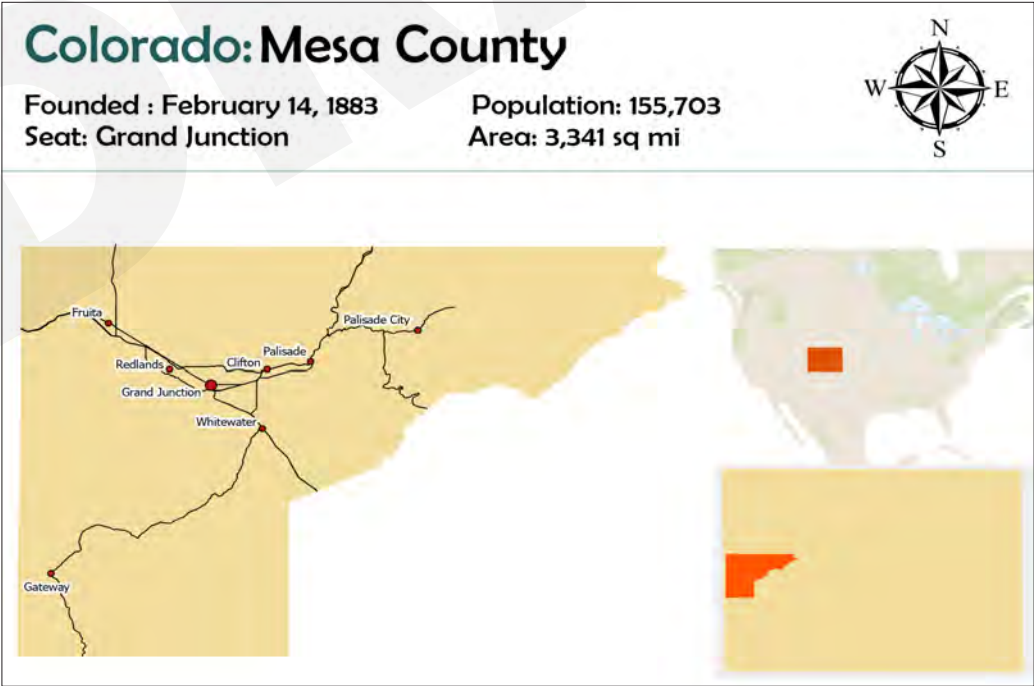 Colorado: Mesa County
Founded : February 14, 1883
Population: 155,703
Seat: Grand Junction
Area: 3,341 sq mi
N
W
E
S
Fruita
Palisade City
Palisade
Clifton
Redlands
Grand Junction
Whitewater
Gateway